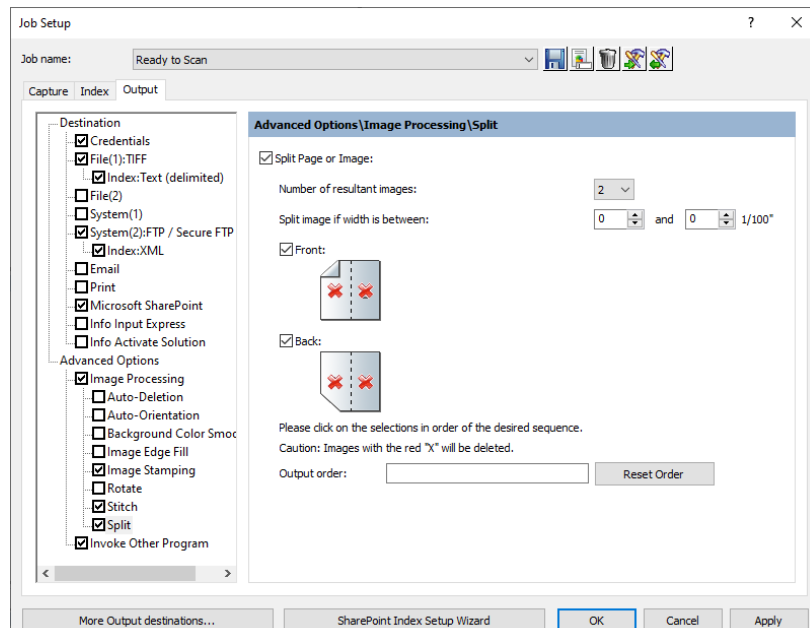 Job Setup
?
Job name:
Ready to Scan
Capture
Index
Output
Destination
Credentials
File(1):TIFF
Index:Text (delimited)
File(2)
System(1)
System(2):FTP / Secure FTP
Index:XML
Email
Print
Microsoft SharePoint
Info Input Express
Info Activate Solution
Advanced Options
Image Processing
Auto-Deletion
Auto-Orientation
Background Color Smoo
Image Edge Fill
Image Stamping
Rotate
Stitch
Split
Invoke Other Program
Advanced Options\Image Processing\Split
Split Page or Image:
Number of resultant images: 2
Split image if width is between: 0 and 0 1/100"
Front:
Back:
Please click on the selections in order of the desired sequence.
Caution: Images with the red "X" will be deleted.
Output order:
Reset Order
More Output destinations...
SharePoint Index Setup Wizard
OK
Cancel
Apply